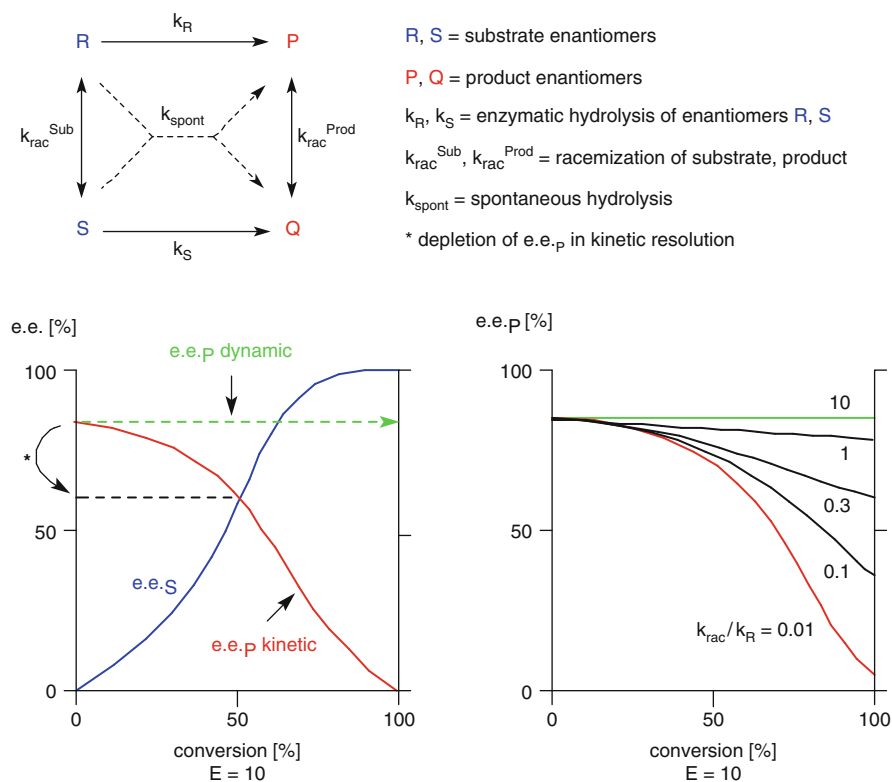 k_R
R
P
k_rac^Sub
k_spont
k_rac^Prod
S
Q
k_S
R, S = substrate enantiomers
P, Q = product enantiomers
k_R, k_S = enzymatic hydrolysis of enantiomers R, S
k_rac^Sub, k_rac^Prod = racemization of substrate, product
k_spont = spontaneous hydrolysis
* depletion of e.e._P in kinetic resolution
e.e. [%]
e.e._P dynamic
100
*
50
e.e._S
e.e._P kinetic
0
0
50
100
conversion [%]
E = 10
e.e._P [%]
100
10
1
0.3
50
0.1
k_rac/k_R = 0.01
0
0
50
100
conversion [%]
E = 10